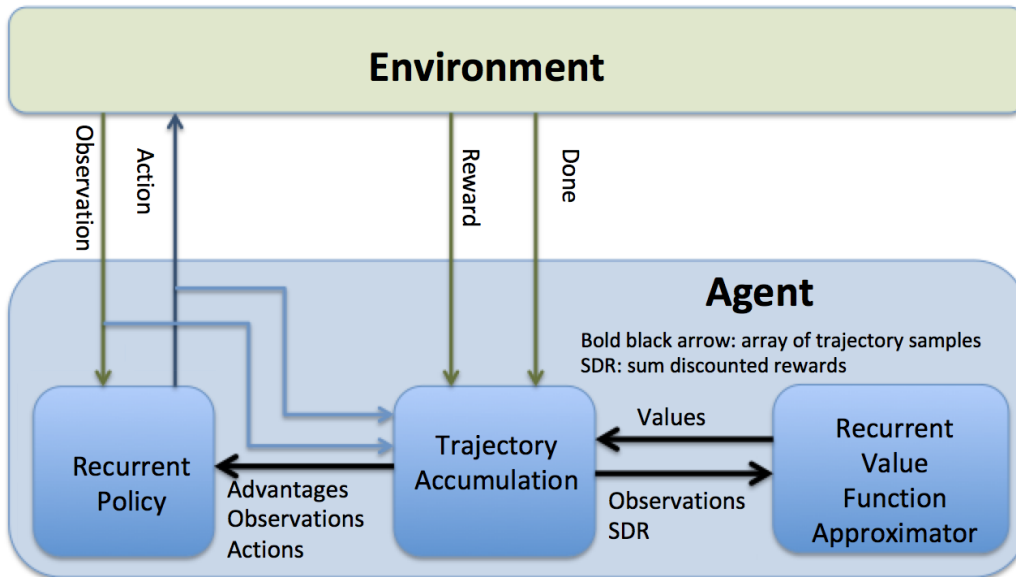 Environment
Observation
Action
Reward
Done
Agent
Bold black arrow: array of trajectory samples
SDR: sum discounted rewards
Recurrent
Policy
Advantages
Observations
Actions
Trajectory
Accumulation
Values
Observations
SDR
Recurrent
Value
Function
Approximator